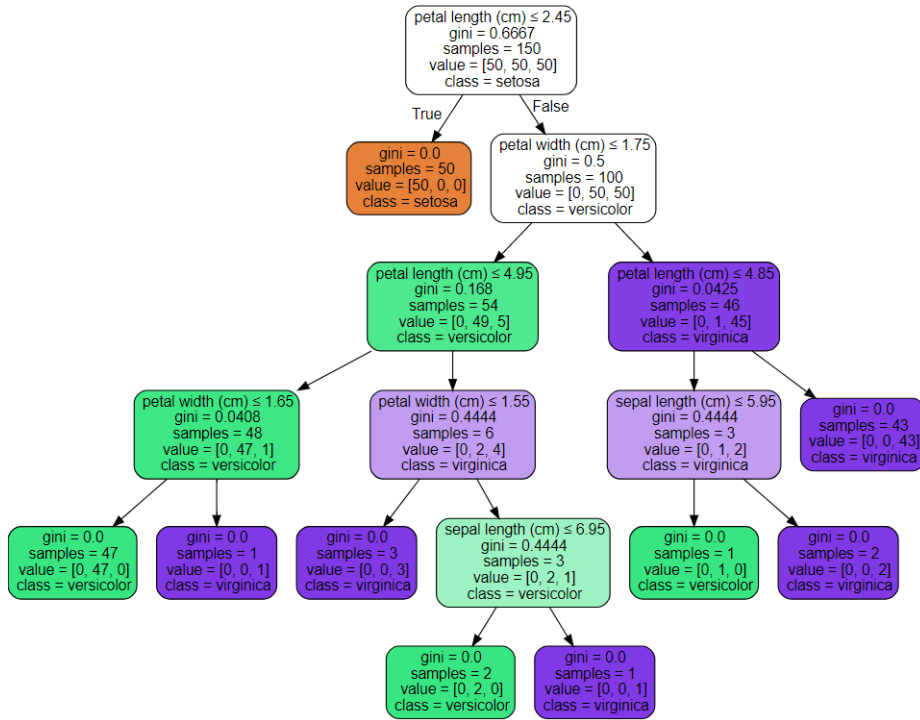 petal length (cm) ≤ 2.45
gini = 0.6667
samples = 150
value = [50, 50, 50]
class = setosa
True
False
gini = 0.0
samples = 50
value = [50, 0, 0]
class = setosa
petal width (cm) ≤ 1.75
gini = 0.5
samples = 100
value = [0, 50, 50]
class = versicolor
petal length (cm) ≤ 4.95
gini = 0.168
samples = 54
value = [0, 49, 5]
class = versicolor
petal length (cm) ≤ 4.85
gini = 0.0425
samples = 46
value = [0, 1, 45]
class = virginica
petal width (cm) ≤ 1.65
gini = 0.0408
samples = 48
value = [0, 47, 1]
class = versicolor
petal width (cm) ≤ 1.55
gini = 0.4444
samples = 6
value = [0, 2, 4]
class = virginica
sepal length (cm) ≤ 5.95
gini = 0.4444
samples = 3
value = [0, 1, 2]
class = virginica
gini = 0.0
samples = 43
value = [0, 0, 43]
class = virginica
gini = 0.0
samples = 47
value = [0, 47, 0]
class = versicolor
gini = 0.0
samples = 1
value = [0, 0, 1]
class = virginica
gini = 0.0
samples = 3
value = [0, 0, 3]
class = virginica
sepal length (cm) ≤ 6.95
gini = 0.4444
samples = 3
value = [0, 2, 1]
class = versicolor
gini = 0.0
samples = 1
value = [0, 1, 0]
class = versicolor
gini = 0.0
samples = 2
value = [0, 0, 2]
class = virginica
gini = 0.0
samples = 2
value = [0, 2, 0]
class = versicolor
gini = 0.0
samples = 1
value = [0, 0, 1]
class = virginica